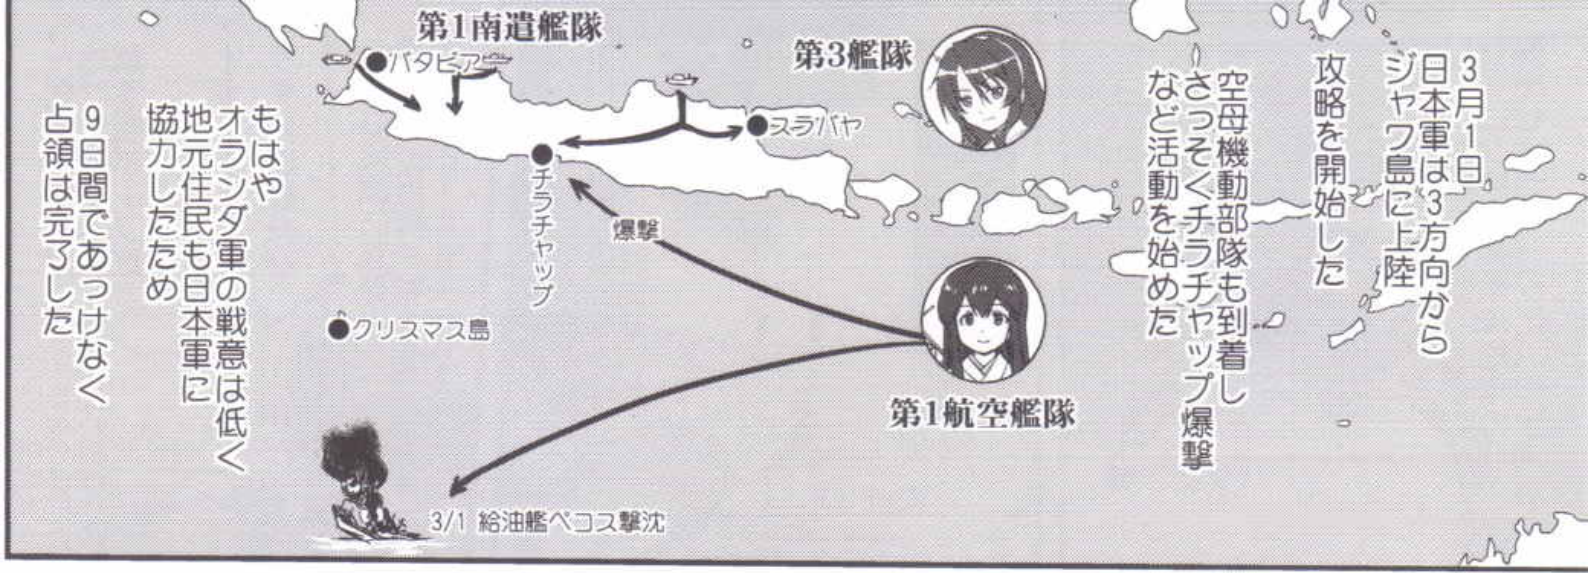 3月1日
日本軍は3方向から
ジャワ島に上陸
攻略を開始した
空母機動部隊も到着し
さっそくチラチャップ爆撃
など活動を始めた
第3艦隊
第1南遣艦隊
バタビア
スラバヤ
チラチャップ
爆撃
第1航空艦隊
クリスマス島
3/1 給油艦ペコス撃沈
もはや
オランダ軍の戦意は低く
地元住民も日本軍に
協力したため
9日間であっけなく
占領は完了した